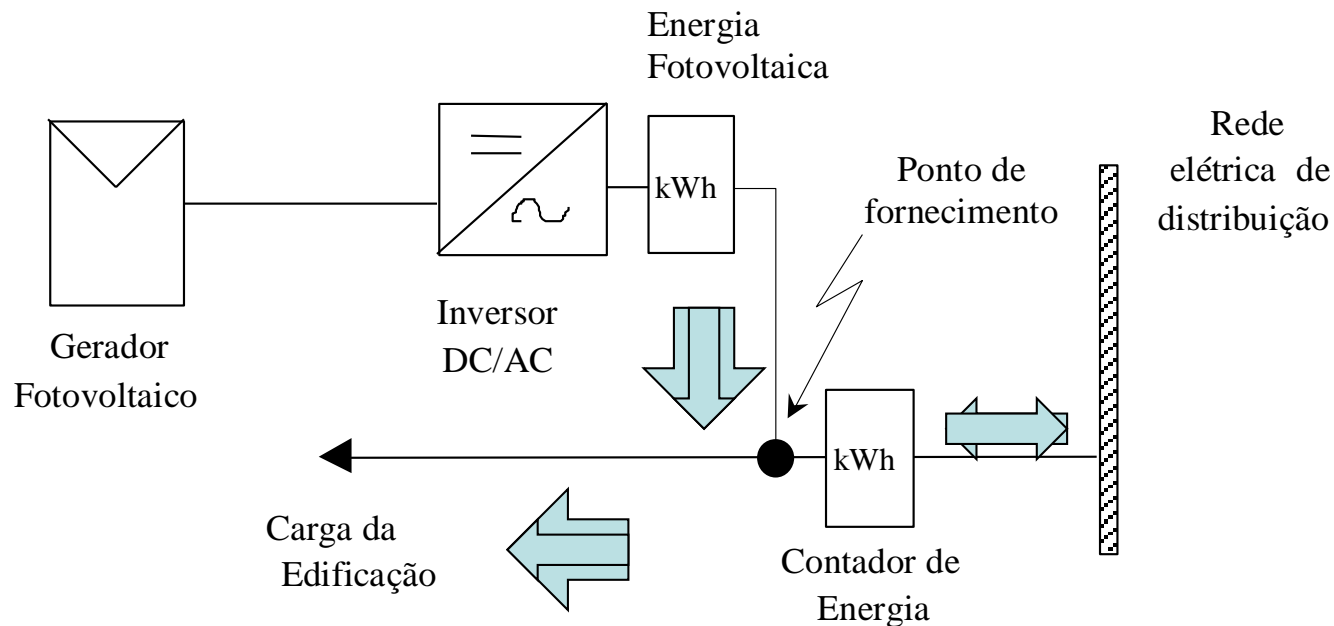 Energia
Fotovoltaica
Rede
elétrica de
distribuição
Ponto de
fornecimento
kWh
Inversor
DC/AC
Gerador
Fotovoltaico
kWh
Carga da
Edificação
Contador de
Energia